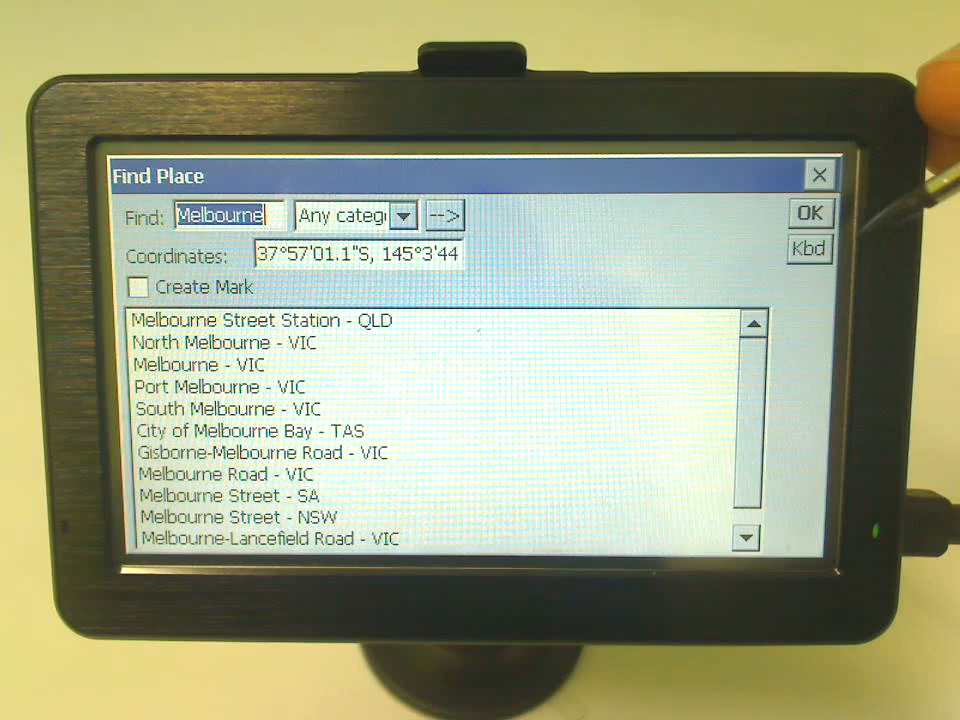 Find Place
Find: Melbourne Any categ --> OK
Coordinates: 37°57'01.1"S, 145°3'44 Kbd
Create Mark
Melbourne Street Station - QLD
North Melbourne - VIC
Melbourne - VIC
Port Melbourne - VIC
South Melbourne - VIC
City of Melbourne Bay - TAS
Gisborne-Melbourne Road - VIC
Melbourne Road - VIC
Melbourne Street - SA
Melbourne Street - NSW
Melbourne-Lancefield Road - VIC